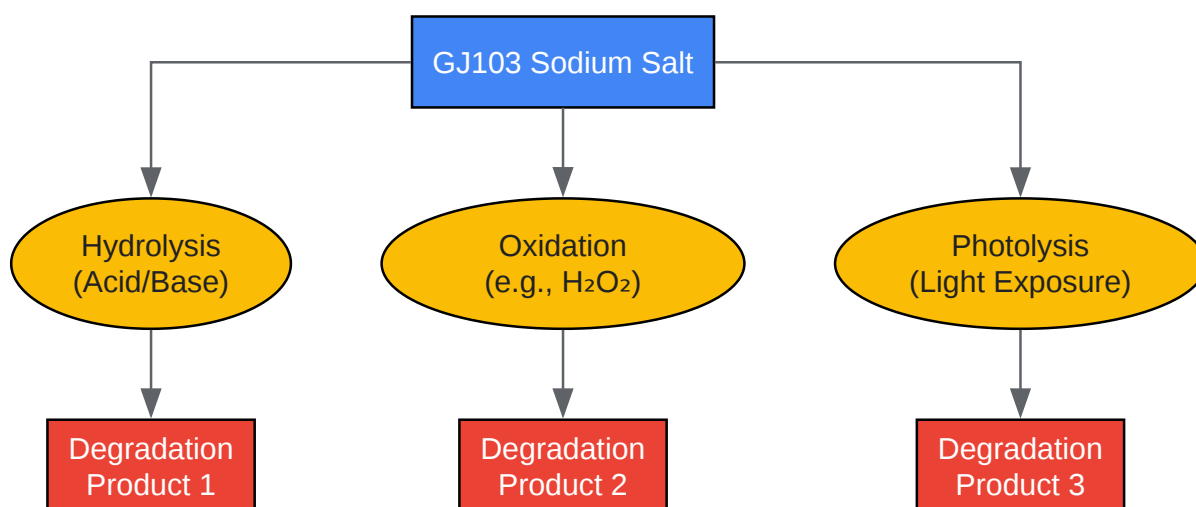 GJ103 Sodium Salt
Hydrolysis
(Acid/Base)
Oxidation
(e.g., H₂O₂)
Photolysis
(Light Exposure)
Degradation
Product 1
Degradation
Product 2
Degradation
Product 3